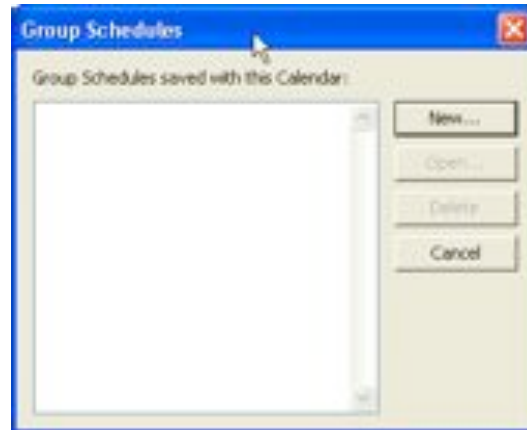 Group Schedules
Group Schedules saved with this Calendar:
New...
Open...
Delete
Cancel